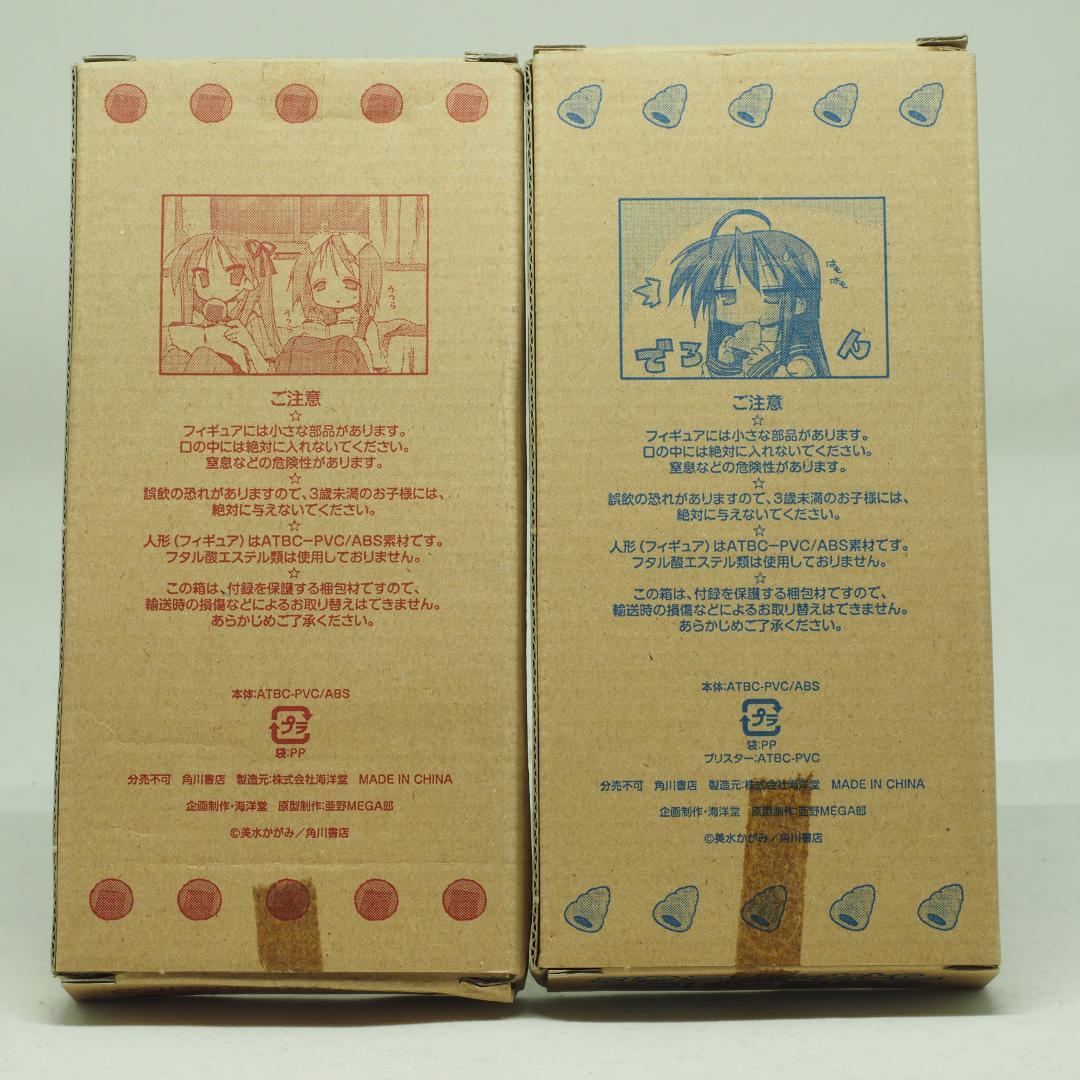 うつら
うつら
ご注意
☆
フィギュアには小さな部品があります。
口の中には絶対に入れないでください。
窒息などの危険性があります。
☆
誤飲の恐れがありますので、3歳未満のお子様には、
絶対に与えないでください。
☆
人形（フィギュア）はATBC-PVC/ABS素材です。
フタル酸エステル類は使用しておりません。
☆
この箱は、付録を保護する梱包材ですので、
輸送時の損傷などによるお取り替えはできません。
あらかじめご了承ください。
本体:ATBC-PVC/ABS
プラ
袋:PP
分売不可 角川書店 製造元:株式会社海洋堂 MADE IN CHINA
企画制作・海洋堂 原型制作:亜野MEGA郎
©美水かがみ／角川書店
はも
はも
でろん
ご注意
☆
フィギュアには小さな部品があります。
口の中には絶対に入れないでください。
窒息などの危険性があります。
☆
誤飲の恐れがありますので、3歳未満のお子様には、
絶対に与えないでください。
☆
人形（フィギュア）はATBC-PVC/ABS素材です。
フタル酸エステル類は使用しておりません。
☆
この箱は、付録を保護する梱包材ですので、
輸送時の損傷などによるお取り替えはできません。
あらかじめご了承ください。
本体:ATBC-PVC/ABS
プラ
袋:PP
ブリスター:ATBC-PVC
分売不可 角川書店 製造元:株式会社海洋堂 MADE IN CHINA
企画制作・海洋堂 原型制作:亜野MEGA郎
©美水かがみ／角川書店